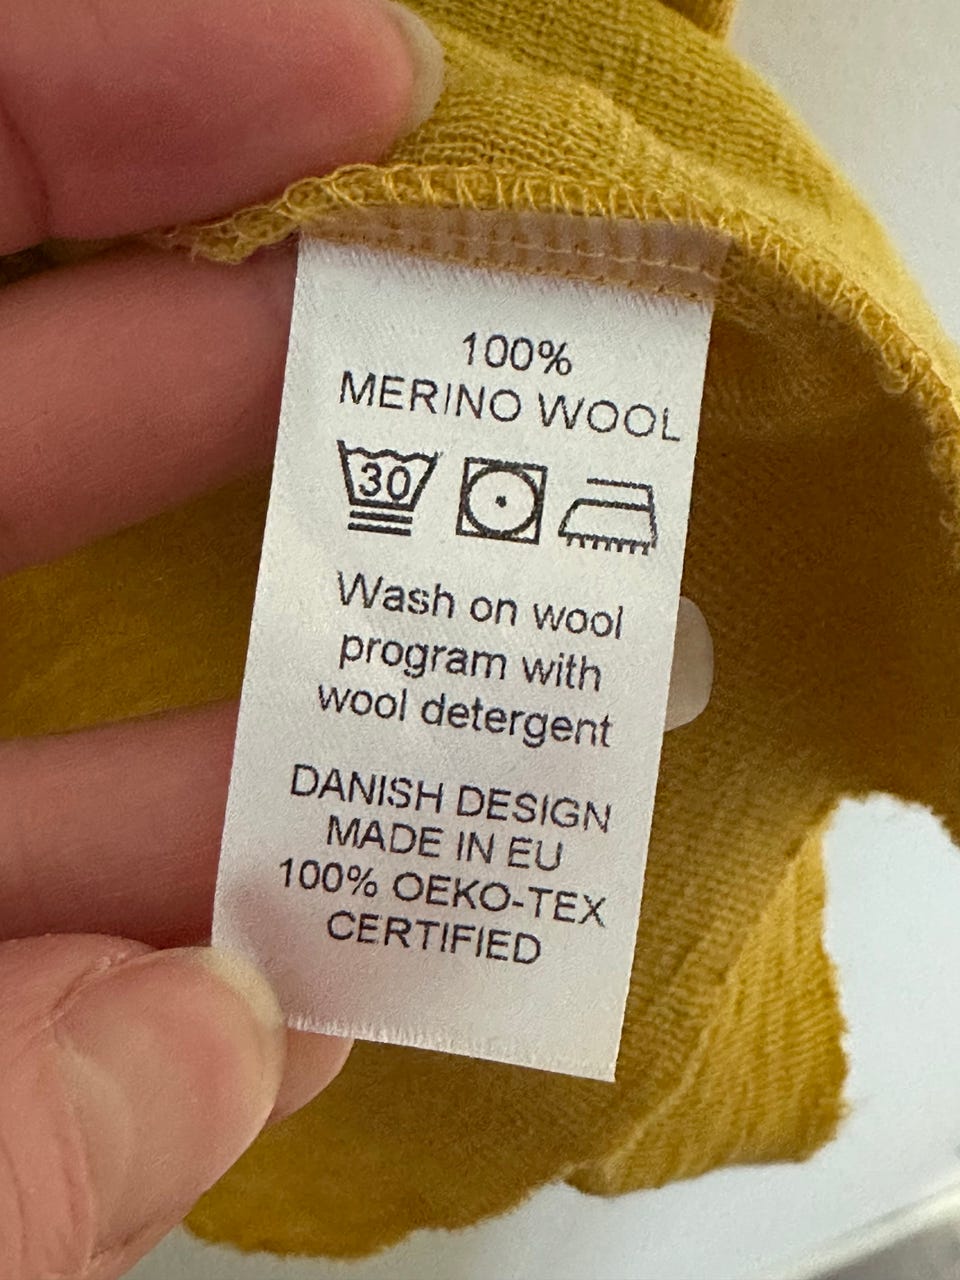 100%
MERINO WOOL
30
Wash on wool
program with
wool detergent
DANISH DESIGN
MADE IN EU
100% OEKO-TEX
CERTIFIED